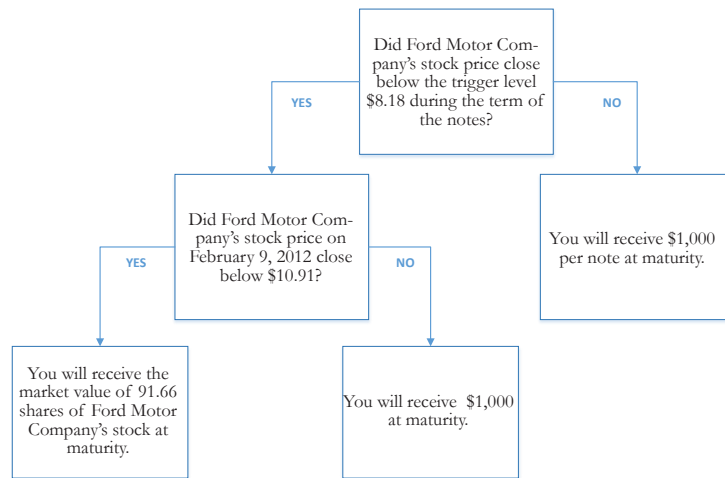 Did Ford Motor Com-
pany's stock price close
below the trigger level
$8.18 during the term of
the notes?
YES
NO
Did Ford Motor Com-
pany's stock price on
February 9, 2012 close
below $10.91?
You will receive $1,000
per note at maturity.
YES
NO
You will receive the
market value of 91.66
shares of Ford Motor
Company's stock at
maturity.
You will receive $1,000
at maturity.